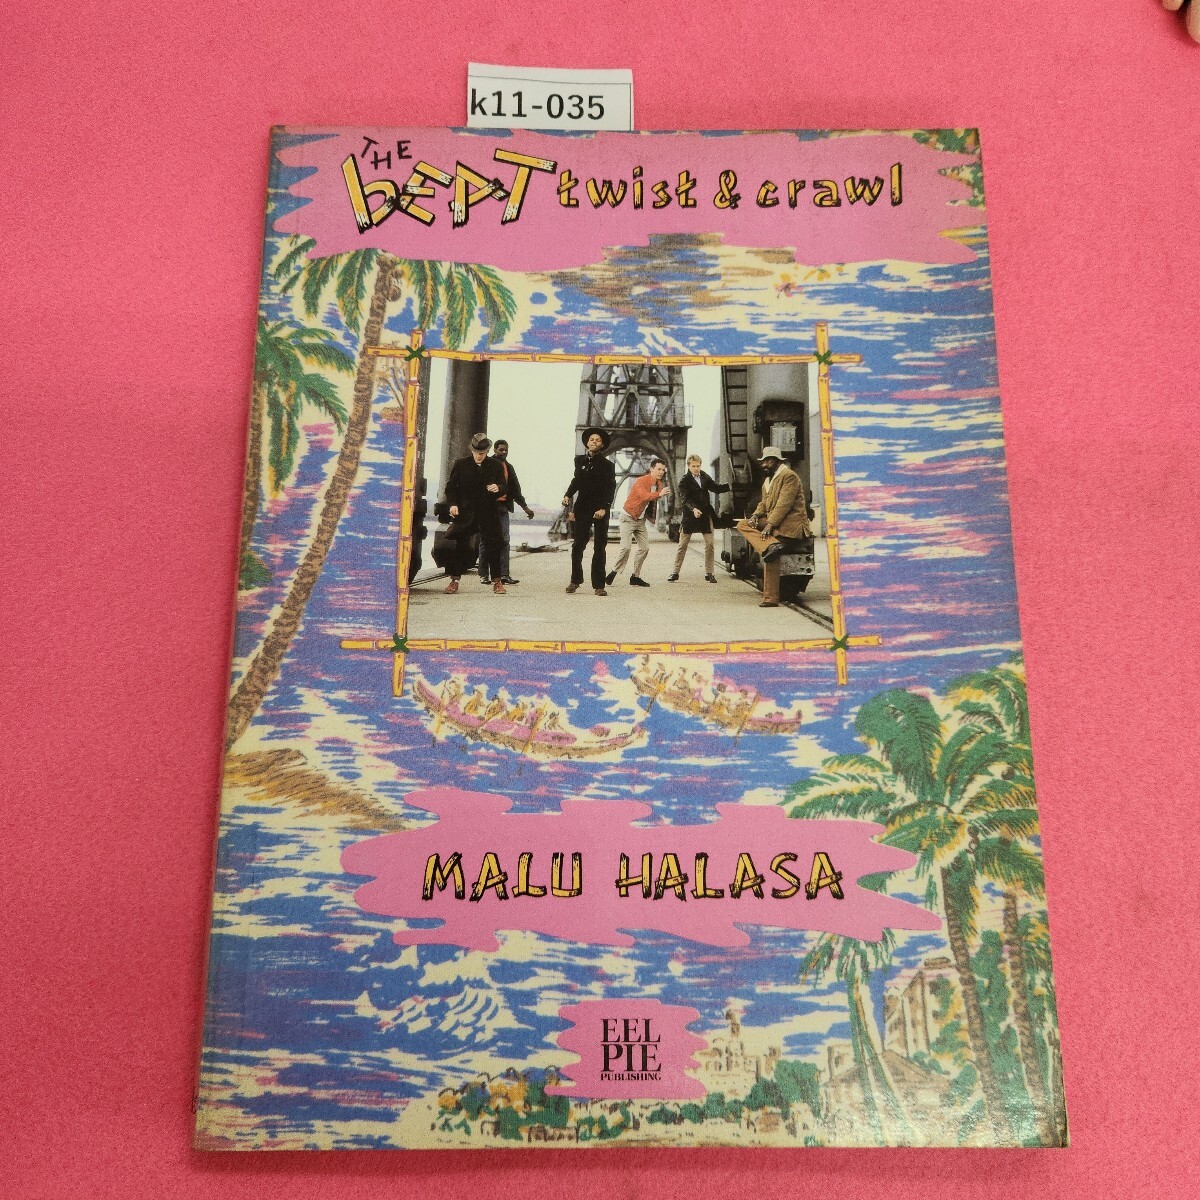 k11-035
THE
bEAT twist & crawl
MALU HALASA
EEL
PIE
PUBLISHING